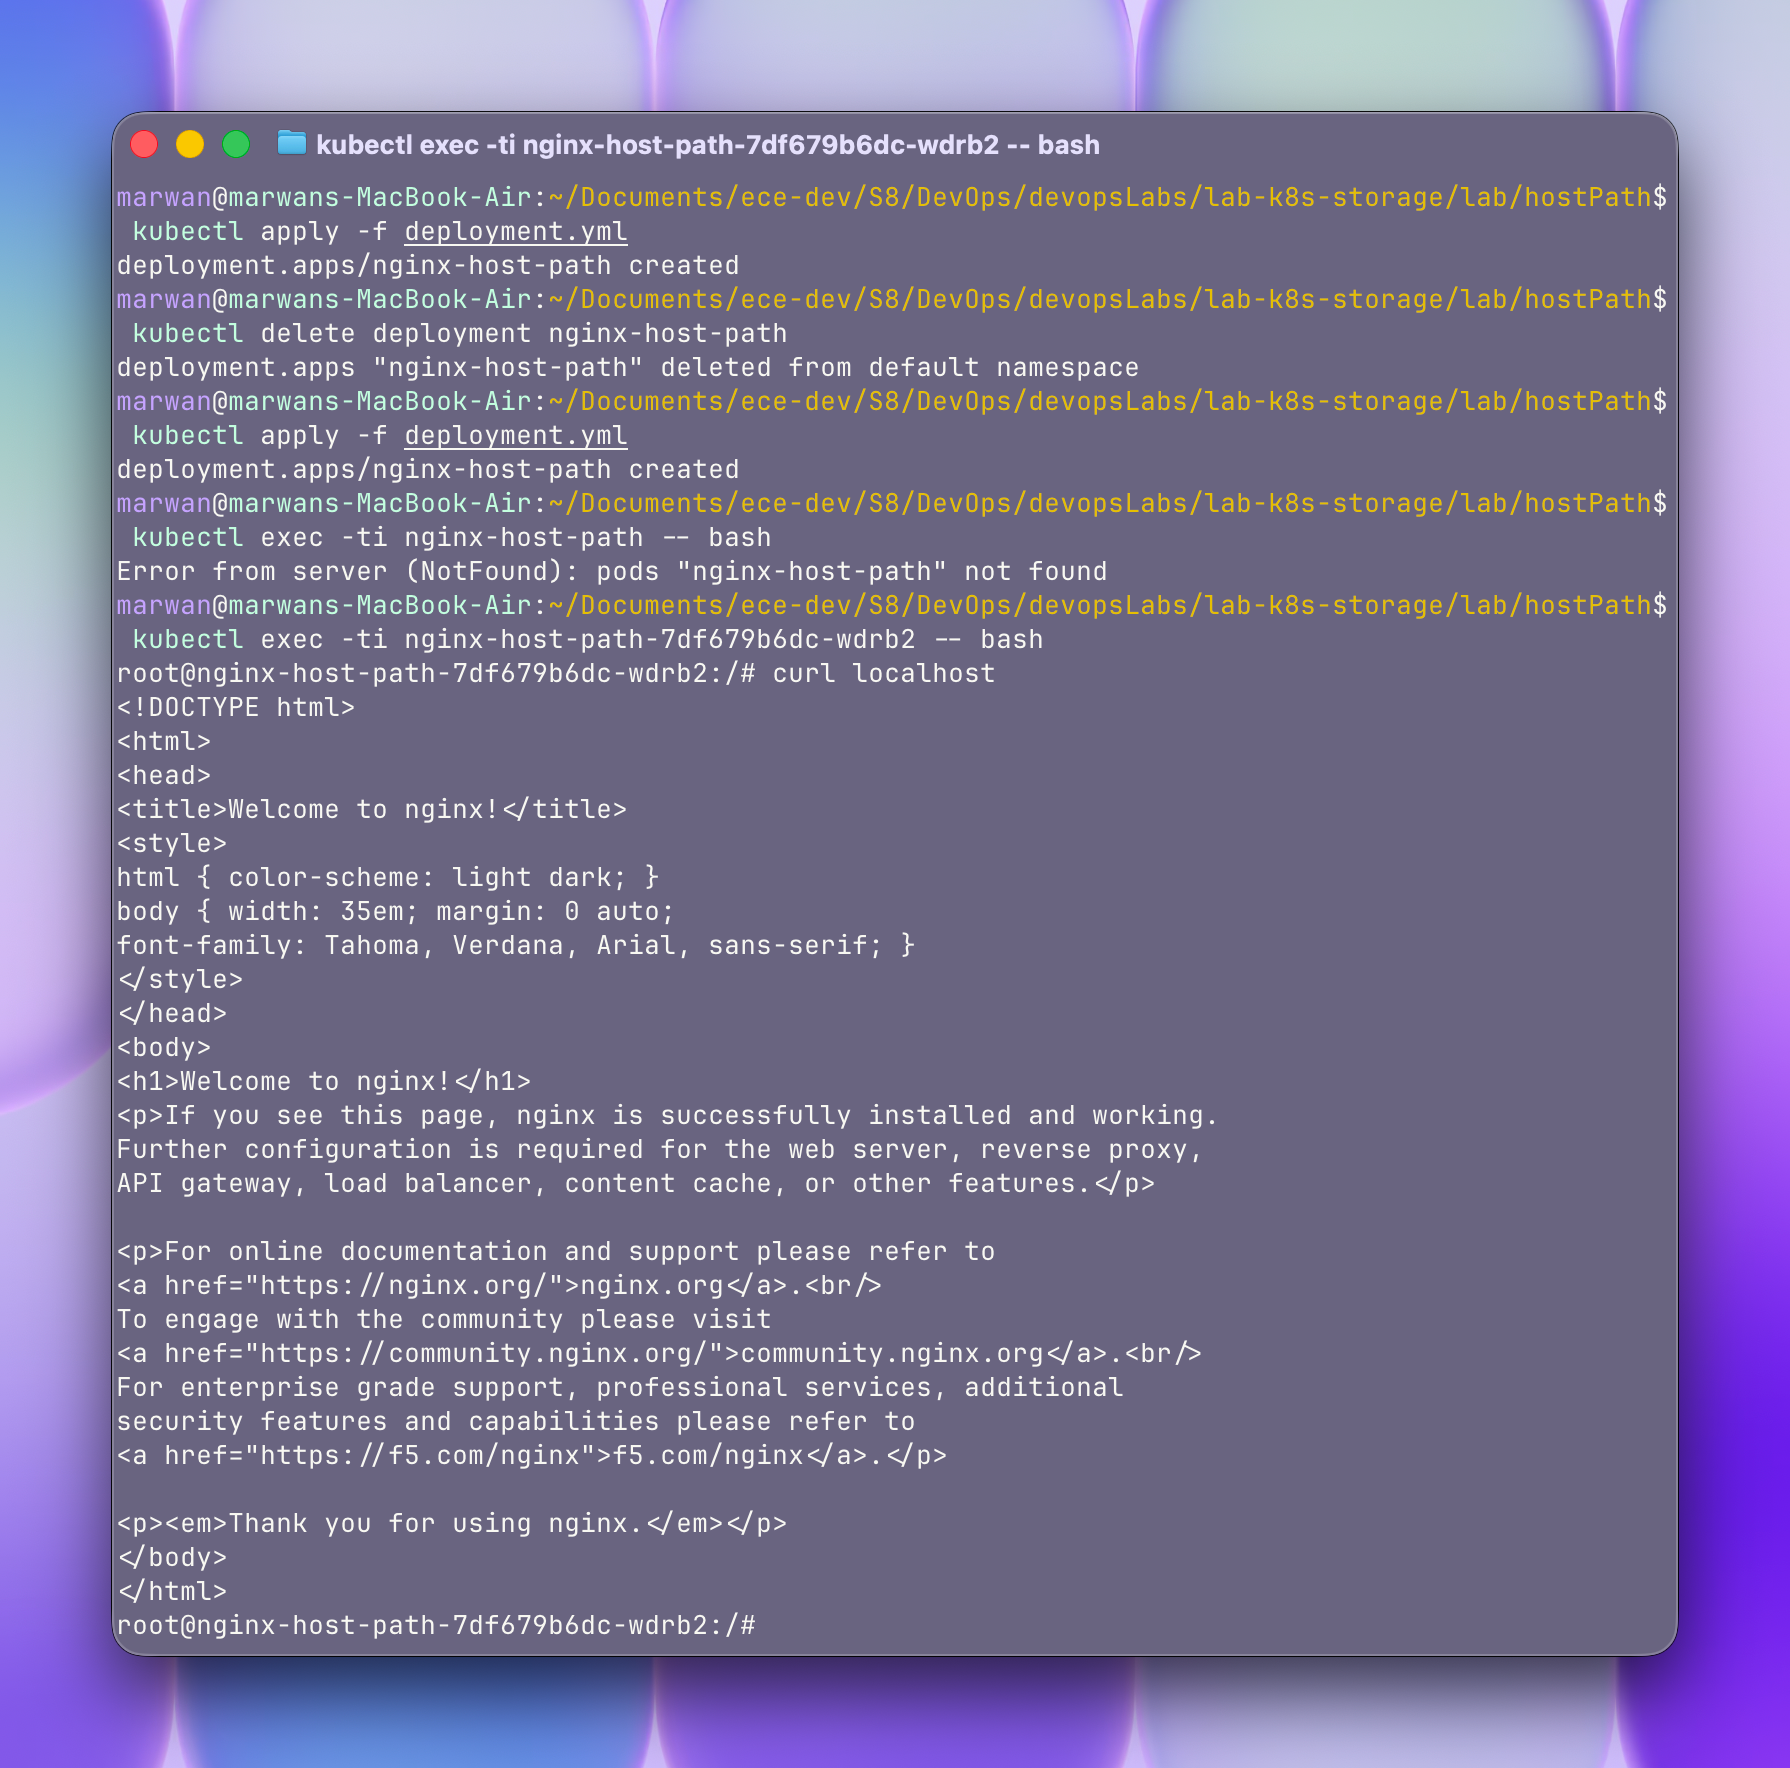 kubectl exec -ti nginx-host-path-7df679b6dc-wdrb2 -- bash
marwan@marwans-MacBook-Air:~/Documents/ece-dev/S8/DevOps/devopsLabs/lab-k8s-storage/lab/hostPath$
kubectl apply -f deployment.yml
deployment.apps/nginx-host-path created
marwan@marwans-MacBook-Air:~/Documents/ece-dev/S8/DevOps/devopsLabs/lab-k8s-storage/lab/hostPath$
kubectl delete deployment nginx-host-path
deployment.apps "nginx-host-path" deleted from default namespace
marwan@marwans-MacBook-Air:~/Documents/ece-dev/S8/DevOps/devopsLabs/lab-k8s-storage/lab/hostPath$
kubectl apply -f deployment.yml
deployment.apps/nginx-host-path created
marwan@marwans-MacBook-Air:~/Documents/ece-dev/S8/DevOps/devopsLabs/lab-k8s-storage/lab/hostPath$
kubectl exec -ti nginx-host-path -- bash
Error from server (NotFound): pods "nginx-host-path" not found
marwan@marwans-MacBook-Air:~/Documents/ece-dev/S8/DevOps/devopsLabs/lab-k8s-storage/lab/hostPath$
kubectl exec -ti nginx-host-path-7df679b6dc-wdrb2 -- bash
root@nginx-host-path-7df679b6dc-wdrb2:/# curl localhost
<!DOCTYPE html>
<html>
<head>
<title>Welcome to nginx!</title>
<style>
html { color-scheme: light dark; }
body { width: 35em; margin: 0 auto;
font-family: Tahoma, Verdana, Arial, sans-serif; }
</style>
</head>
<body>
<h1>Welcome to nginx!</h1>
<p>If you see this page, nginx is successfully installed and working.
Further configuration is required for the web server, reverse proxy,
API gateway, load balancer, content cache, or other features.</p>

<p>For online documentation and support please refer to
<a href="https://nginx.org/">nginx.org</a>.<br/>
To engage with the community please visit
<a href="https://community.nginx.org/">community.nginx.org</a>.<br/>
For enterprise grade support, professional services, additional
security features and capabilities please refer to
<a href="https://f5.com/nginx">f5.com/nginx</a>.</p>

<p><em>Thank you for using nginx.</em></p>
</body>
</html>
root@nginx-host-path-7df679b6dc-wdrb2:/#